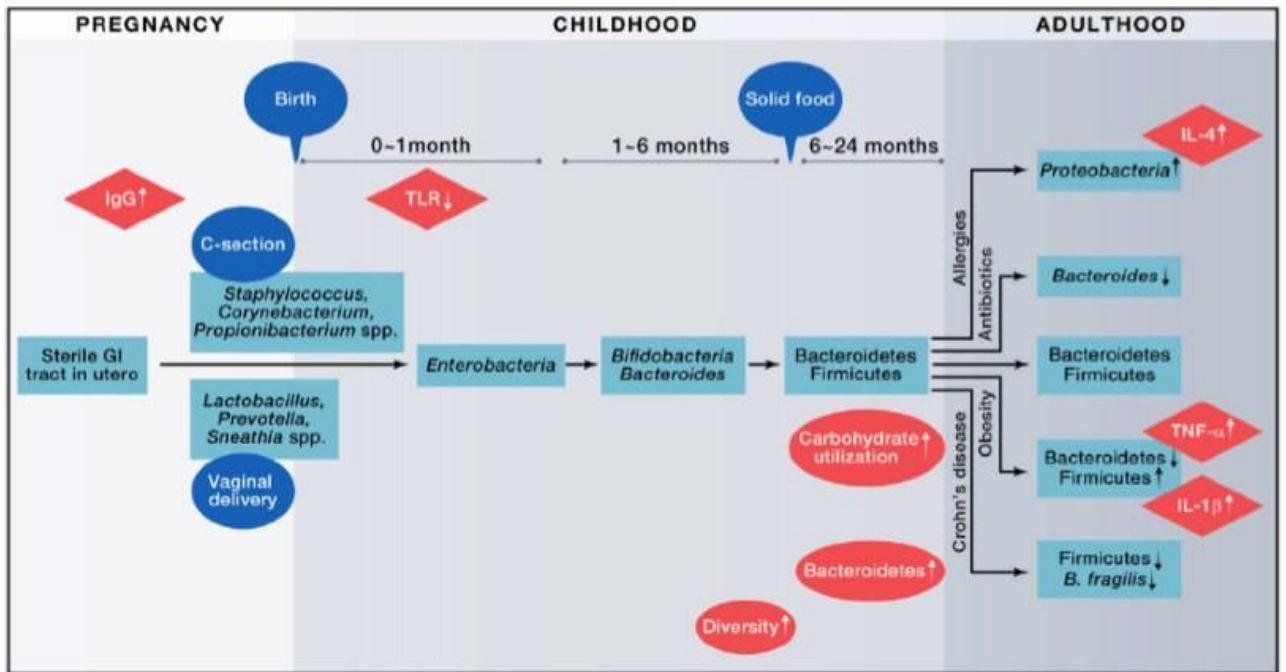 PREGNANCY
CHILDHOOD
ADULTHOOD
Birth
Solid food
0~1month
1~6 months
6~24 months
IgG↑
TLR↓
IL-4↑
Proteobacteria↑
C-section
Staphylococcus,
Corynebacterium,
Propionibacterium spp.
Allergies
Antibiotics
Bacteroides↓
Sterile GI
tract in utero
Enterobacteria
Bifidobacteria
Bacteroides
Bacteroidetes
Firmicutes
Bacteroidetes
Firmicutes
Lactobacillus,
Prevotella,
Sneathia spp.
Vaginal
delivery
Carbohydrate↑
utilization
Crohn's disease
Obesity
TNF-α↑
Bacteroidetes↓
Firmicutes↑
IL-1β↑
Bacteroidetes↑
Firmicutes↓
B. fragilis↓
Diversity↑